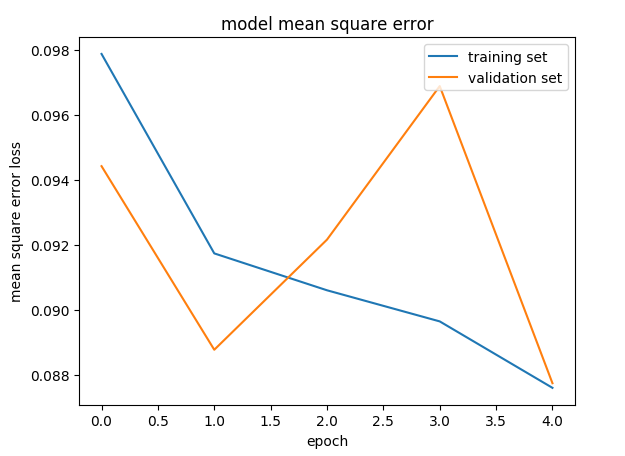 model mean square error
training set
validation set
mean square error loss
0.098
0.096
0.094
0.092
0.090
0.088
0.0 0.5 1.0 1.5 2.0 2.5 3.0 3.5 4.0
epoch